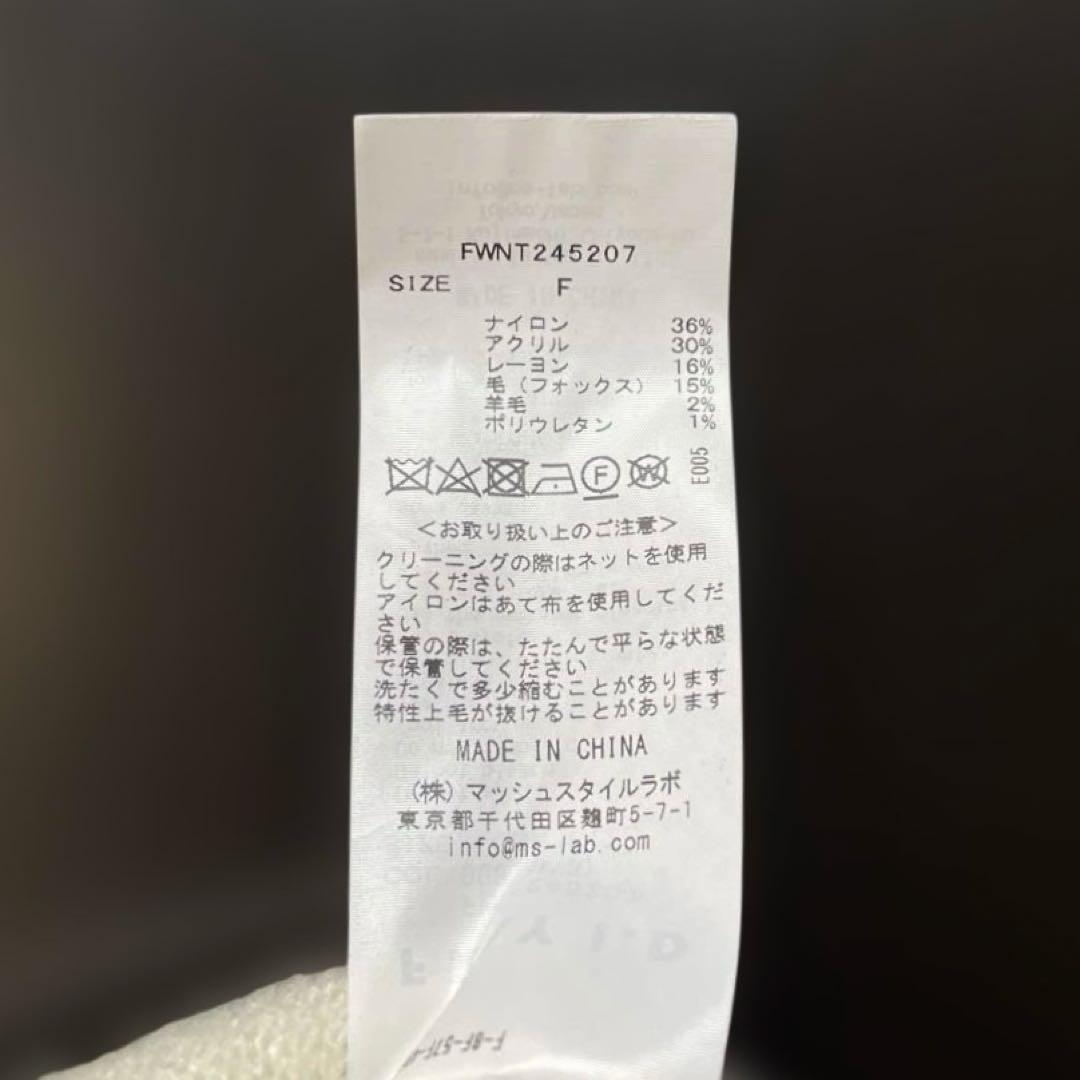 FWNT245207
SIZE F
ナイロン 36%
アクリル 30%
レーヨン 16%
毛（フォックス） 15%
羊毛 2%
ポリウレタン 1%
F W E005
＜お取り扱い上のご注意＞
クリーニングの際はネットを使用
してください
アイロンはあて布を使用してくだ
さい
保管の際は、たたんで平らな状態
で保管してください
洗たくで多少縮むことがあります
特性上毛が抜けることがあります
MADE IN CHINA
（株）マッシュスタイルラボ
東京都千代田区麹町5-7-1
info@ms-lab.com